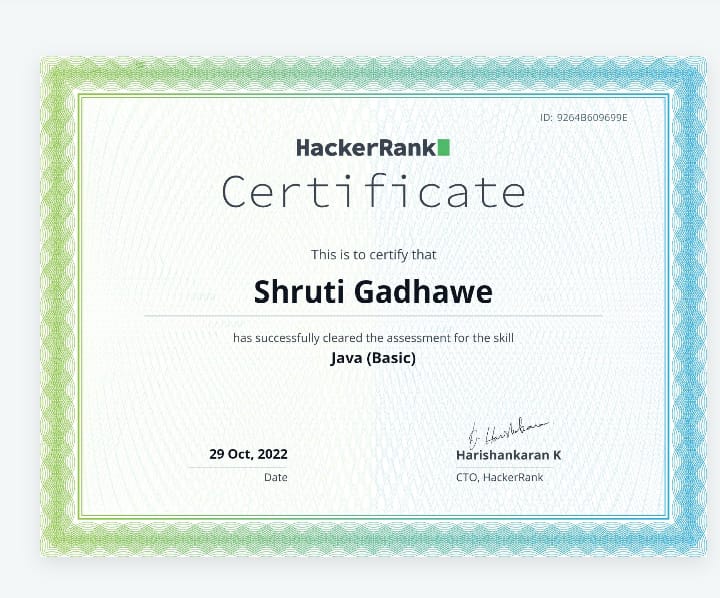 ID: 9264B609699E
HackerRank
Certificate
This is to certify that
Shruti Gadhawe
has successfully cleared the assessment for the skill
Java (Basic)
29 Oct, 2022
Date
Harishankaran K
CTO, HackerRank